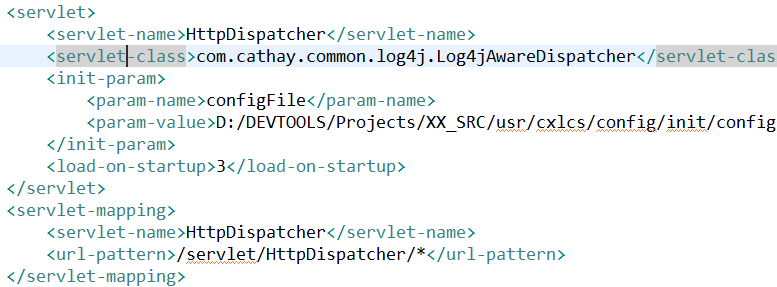 <servlet>
<servlet-name>HttpDispatcher</servlet-name>
<servlet-class>com.cathay.common.log4j.Log4jAwareDispatcher</servlet-clas
<init-param>
<param-name>configFile</param-name>
<param-value>D:/DEVTOOLS/Projects/XX_SRC/usr/cxlcs/config/init/config
</init-param>
<load-on-startup>3</load-on-startup>
</servlet>
<servlet-mapping>
<servlet-name>HttpDispatcher</servlet-name>
<url-pattern>/servlet/HttpDispatcher/*</url-pattern>
</servlet-mapping>